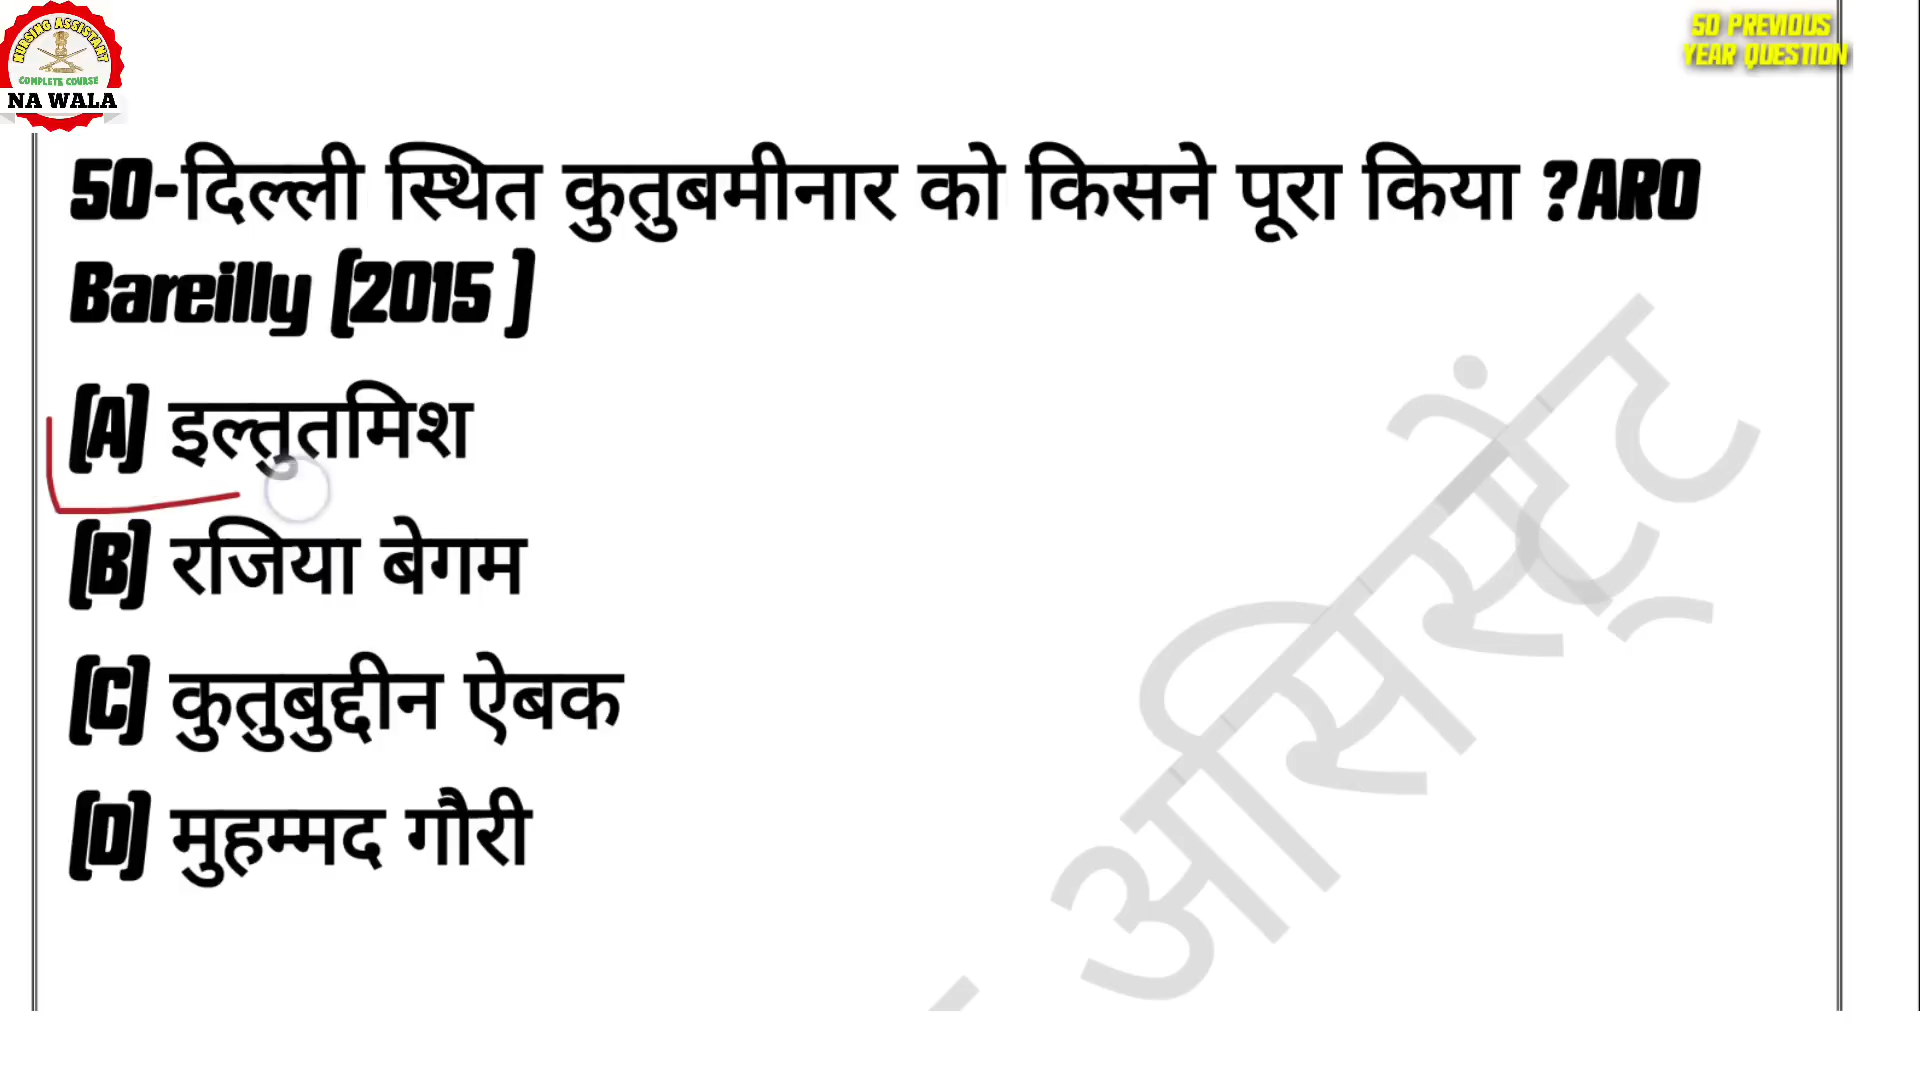 NURSING ASSISTANT
COMPLETE COURSE
NA WALA
50 PREVIOUS
YEAR QUESTION
50-दिल्ली स्थित कुतुबमीनार को किसने पूरा किया ?ARO
Bareilly (2015 )
(A) इल्तुतमिश
(B) रजिया बेगम
(C) कुतुबुद्दीन ऐबक
(D) मुहम्मद गौरी
असिस्ट्रेंट